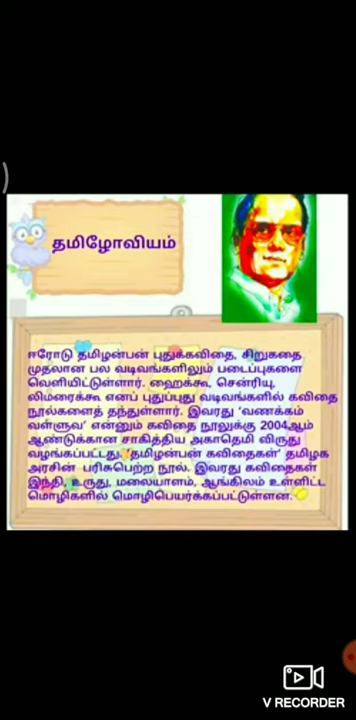 தமிழோவியம்
ஈரோடு தமிழன்பன் புதுக்கவிதை, சிறுகதை
முதலான பல வடிவங்களிலும் படைப்புகளை
வெளியிட்டுள்ளார். ஹைக்கூ, சென்ரியு,
லிமரைக்கூ எனப் புதுப்புது வடிவங்களில் கவிதை
நூல்களைத் தந்துள்ளார். இவரது 'வணக்கம்
வள்ளுவ' என்னும் கவிதை நூலுக்கு 2004ஆம்
ஆண்டுக்கான சாகித்திய அகாதெமி விருது
வழங்கப்பட்டது. 'தமிழன்பன் கவிதைகள்' தமிழக
அரசின் பரிசுபெற்ற நூல். இவரது கவிதைகள்
இந்தி, உருது, மலையாளம், ஆங்கிலம் உள்ளிட்ட
மொழிகளில் மொழிபெயர்க்கப்பட்டுள்ளன.
V RECORDER